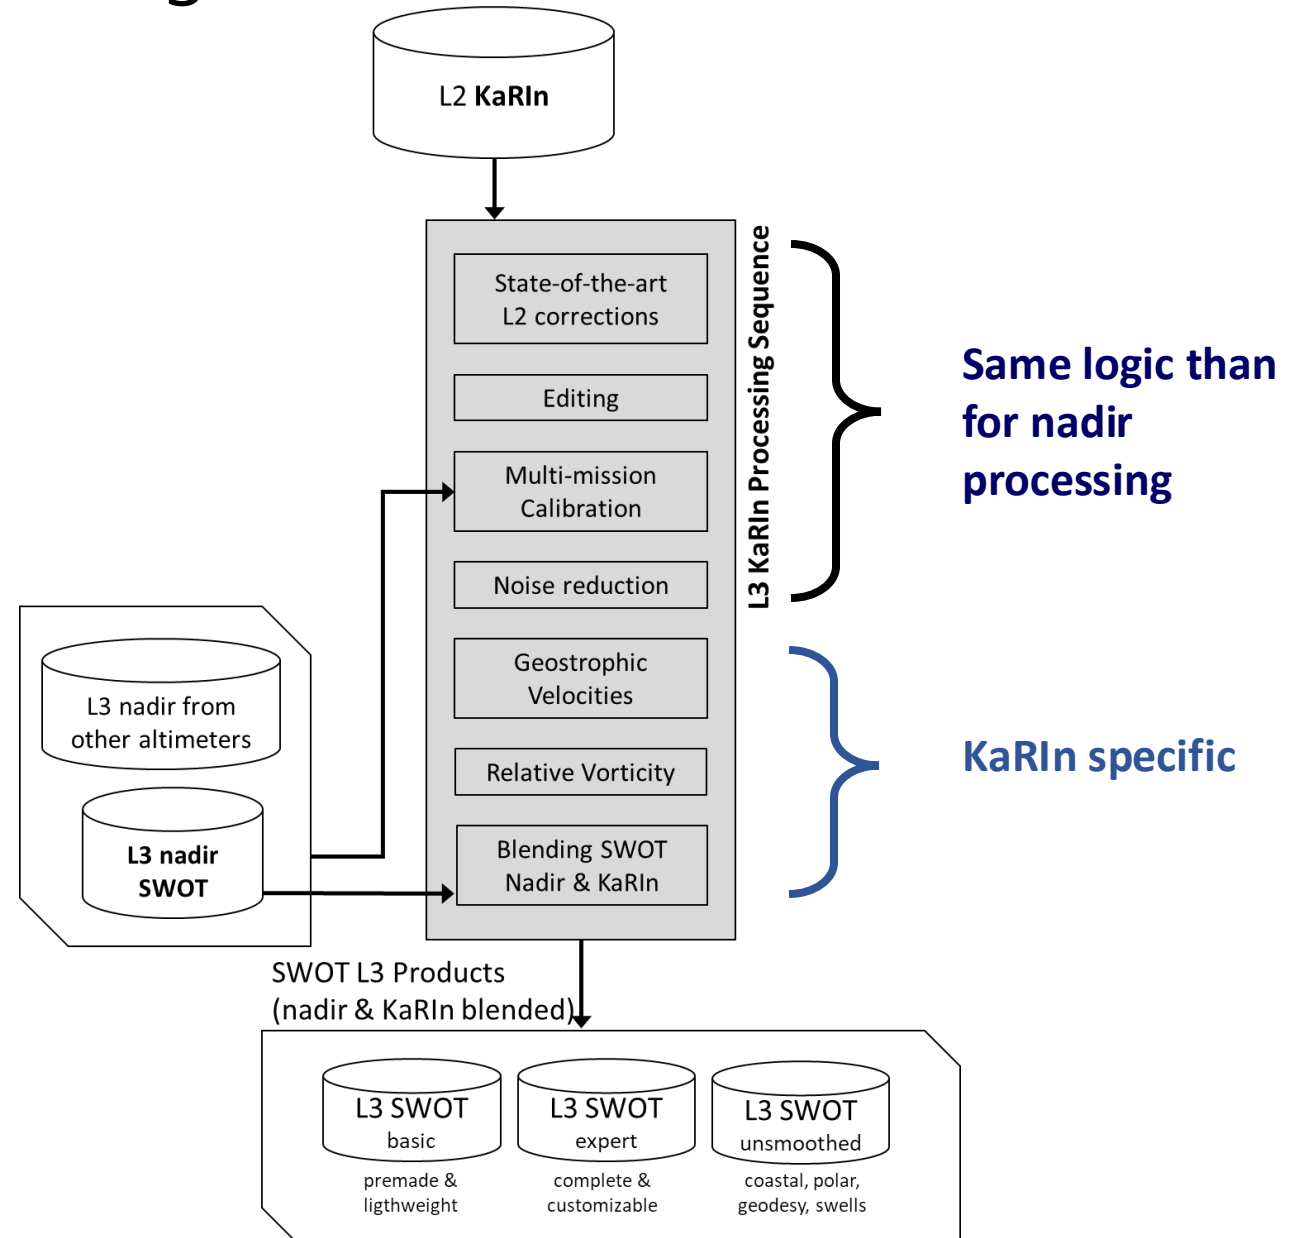 L2 KaRIn
State-of-the-art
L2 corrections
Editing
Multi-mission
Calibration
Noise reduction
Geostrophic
Velocities
Relative Vorticity
Blending SWOT
Nadir & KaRIn
L3 KaRIn Processing Sequence
Same logic than
for nadir
processing
KaRIn specific
L3 nadir from
other altimeters
L3 nadir
SWOT
SWOT L3 Products
(nadir & KaRIn blended)
L3 SWOT
basic
premade &
ligthweight
L3 SWOT
expert
complete &
customizable
L3 SWOT
unsmoothed
coastal, polar,
geodesy, swells